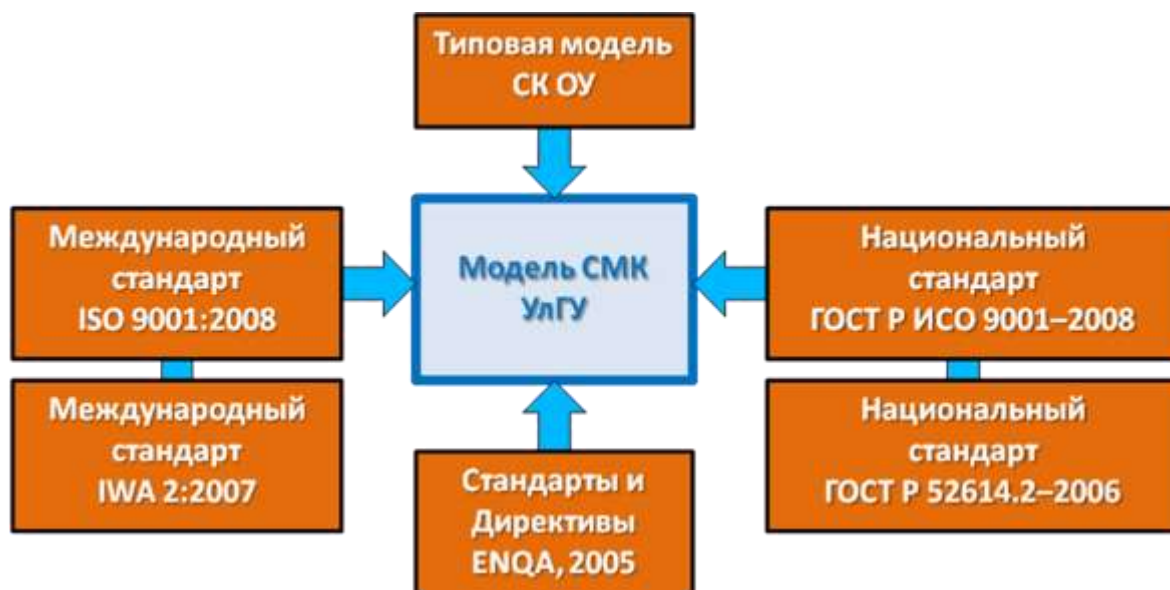 Типовая модель
СК ОУ
Международный
стандарт
ISO 9001:2008
Модель СМК
УлГУ
Национальный
стандарт
ГОСТ Р ИСО 9001–2008
Международный
стандарт
IWA 2:2007
Стандарты и
Директивы
ENQA, 2005
Национальный
стандарт
ГОСТ Р 52614.2–2006